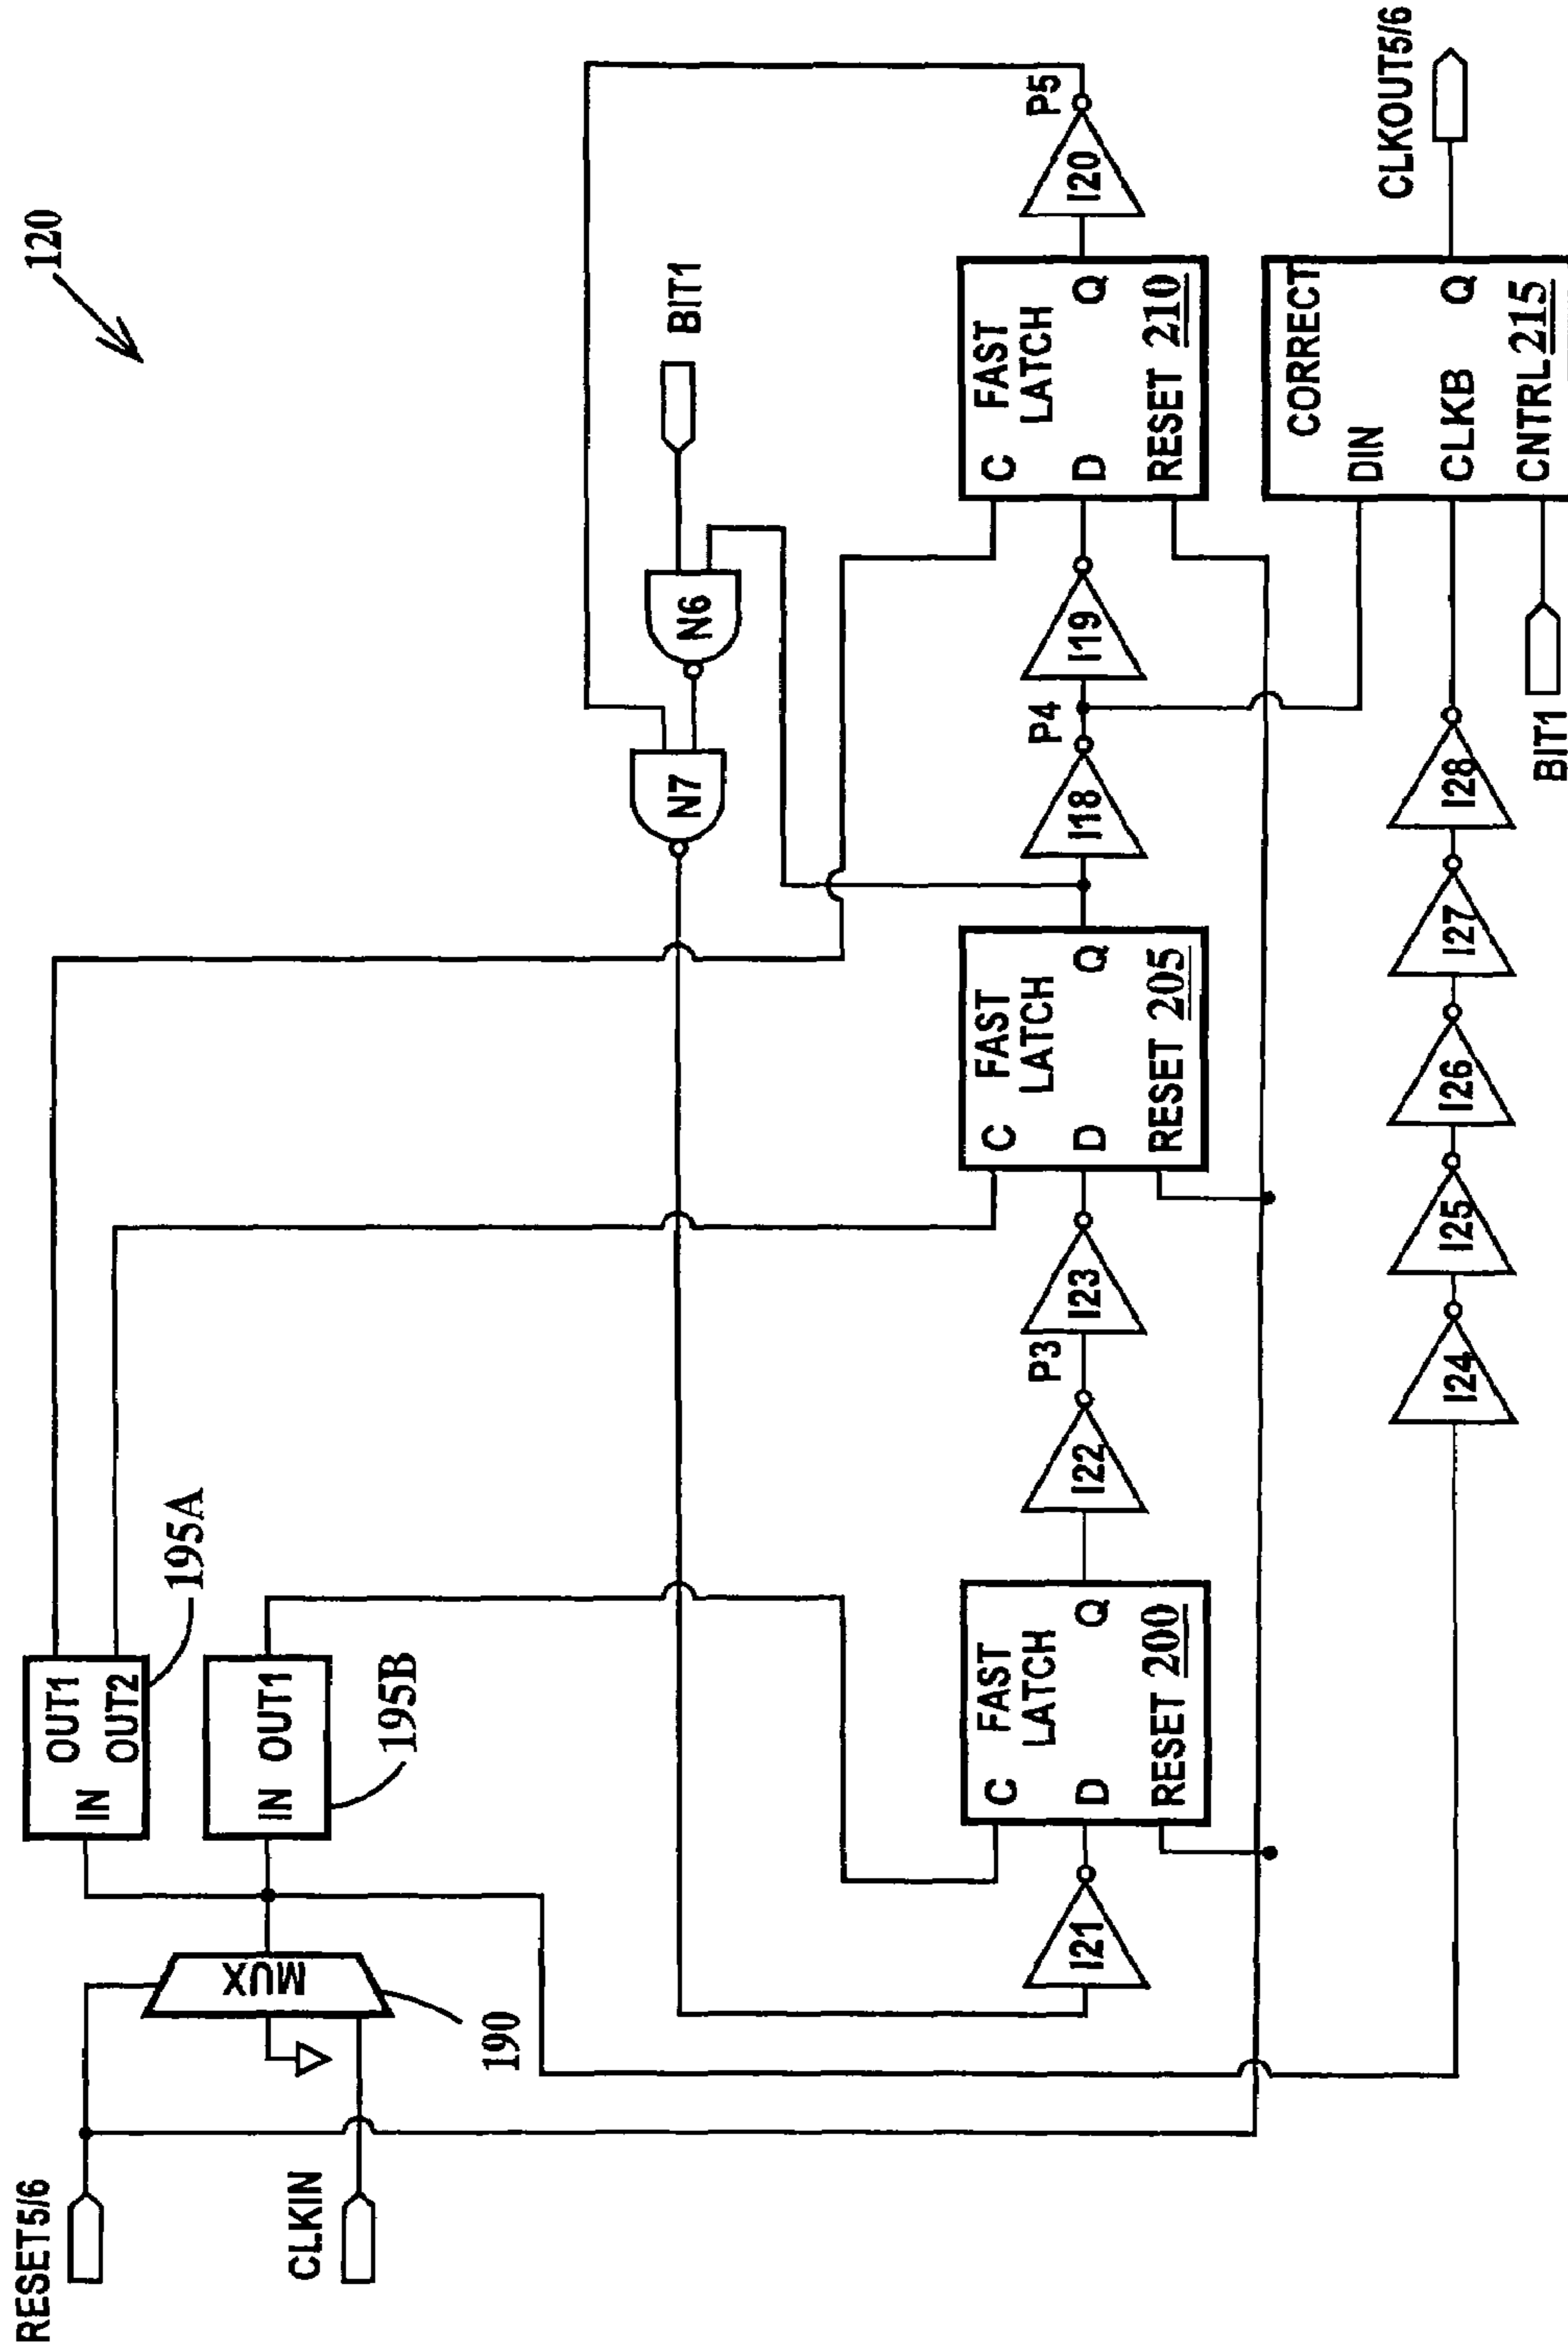 120
RESET5/6
CLKIN
MUX
190
IN OUT1
OUT2
195A
IN OUT1
195B
N7
N6
BIT1
I21
C FAST
LATCH
D Q
RESET 200
I22
P3
I23
C FAST
LATCH
D Q
RESET 205
I18
P4
I19
C FAST
LATCH
D Q
RESET 210
I20
P5
I24
I25
I26
I27
I28
BIT1
CORRECT
DIN
CLKB Q
CNTRL 215
CLKOUT5/6